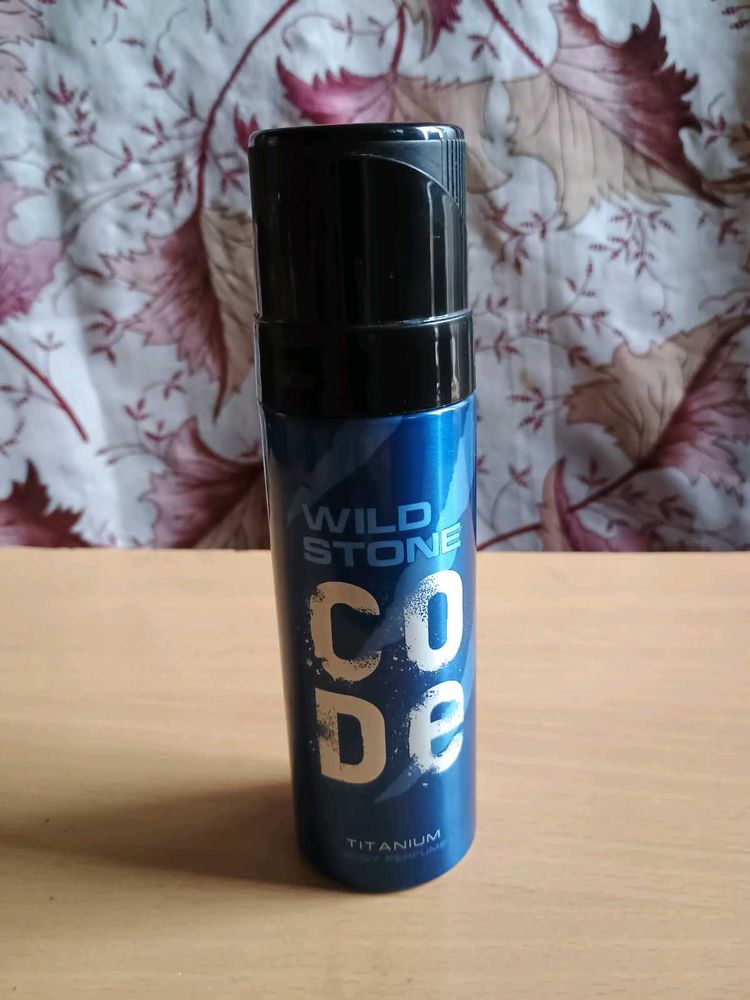 WILD
STONE
CO
De
TITANIUM
BODY PERFUME